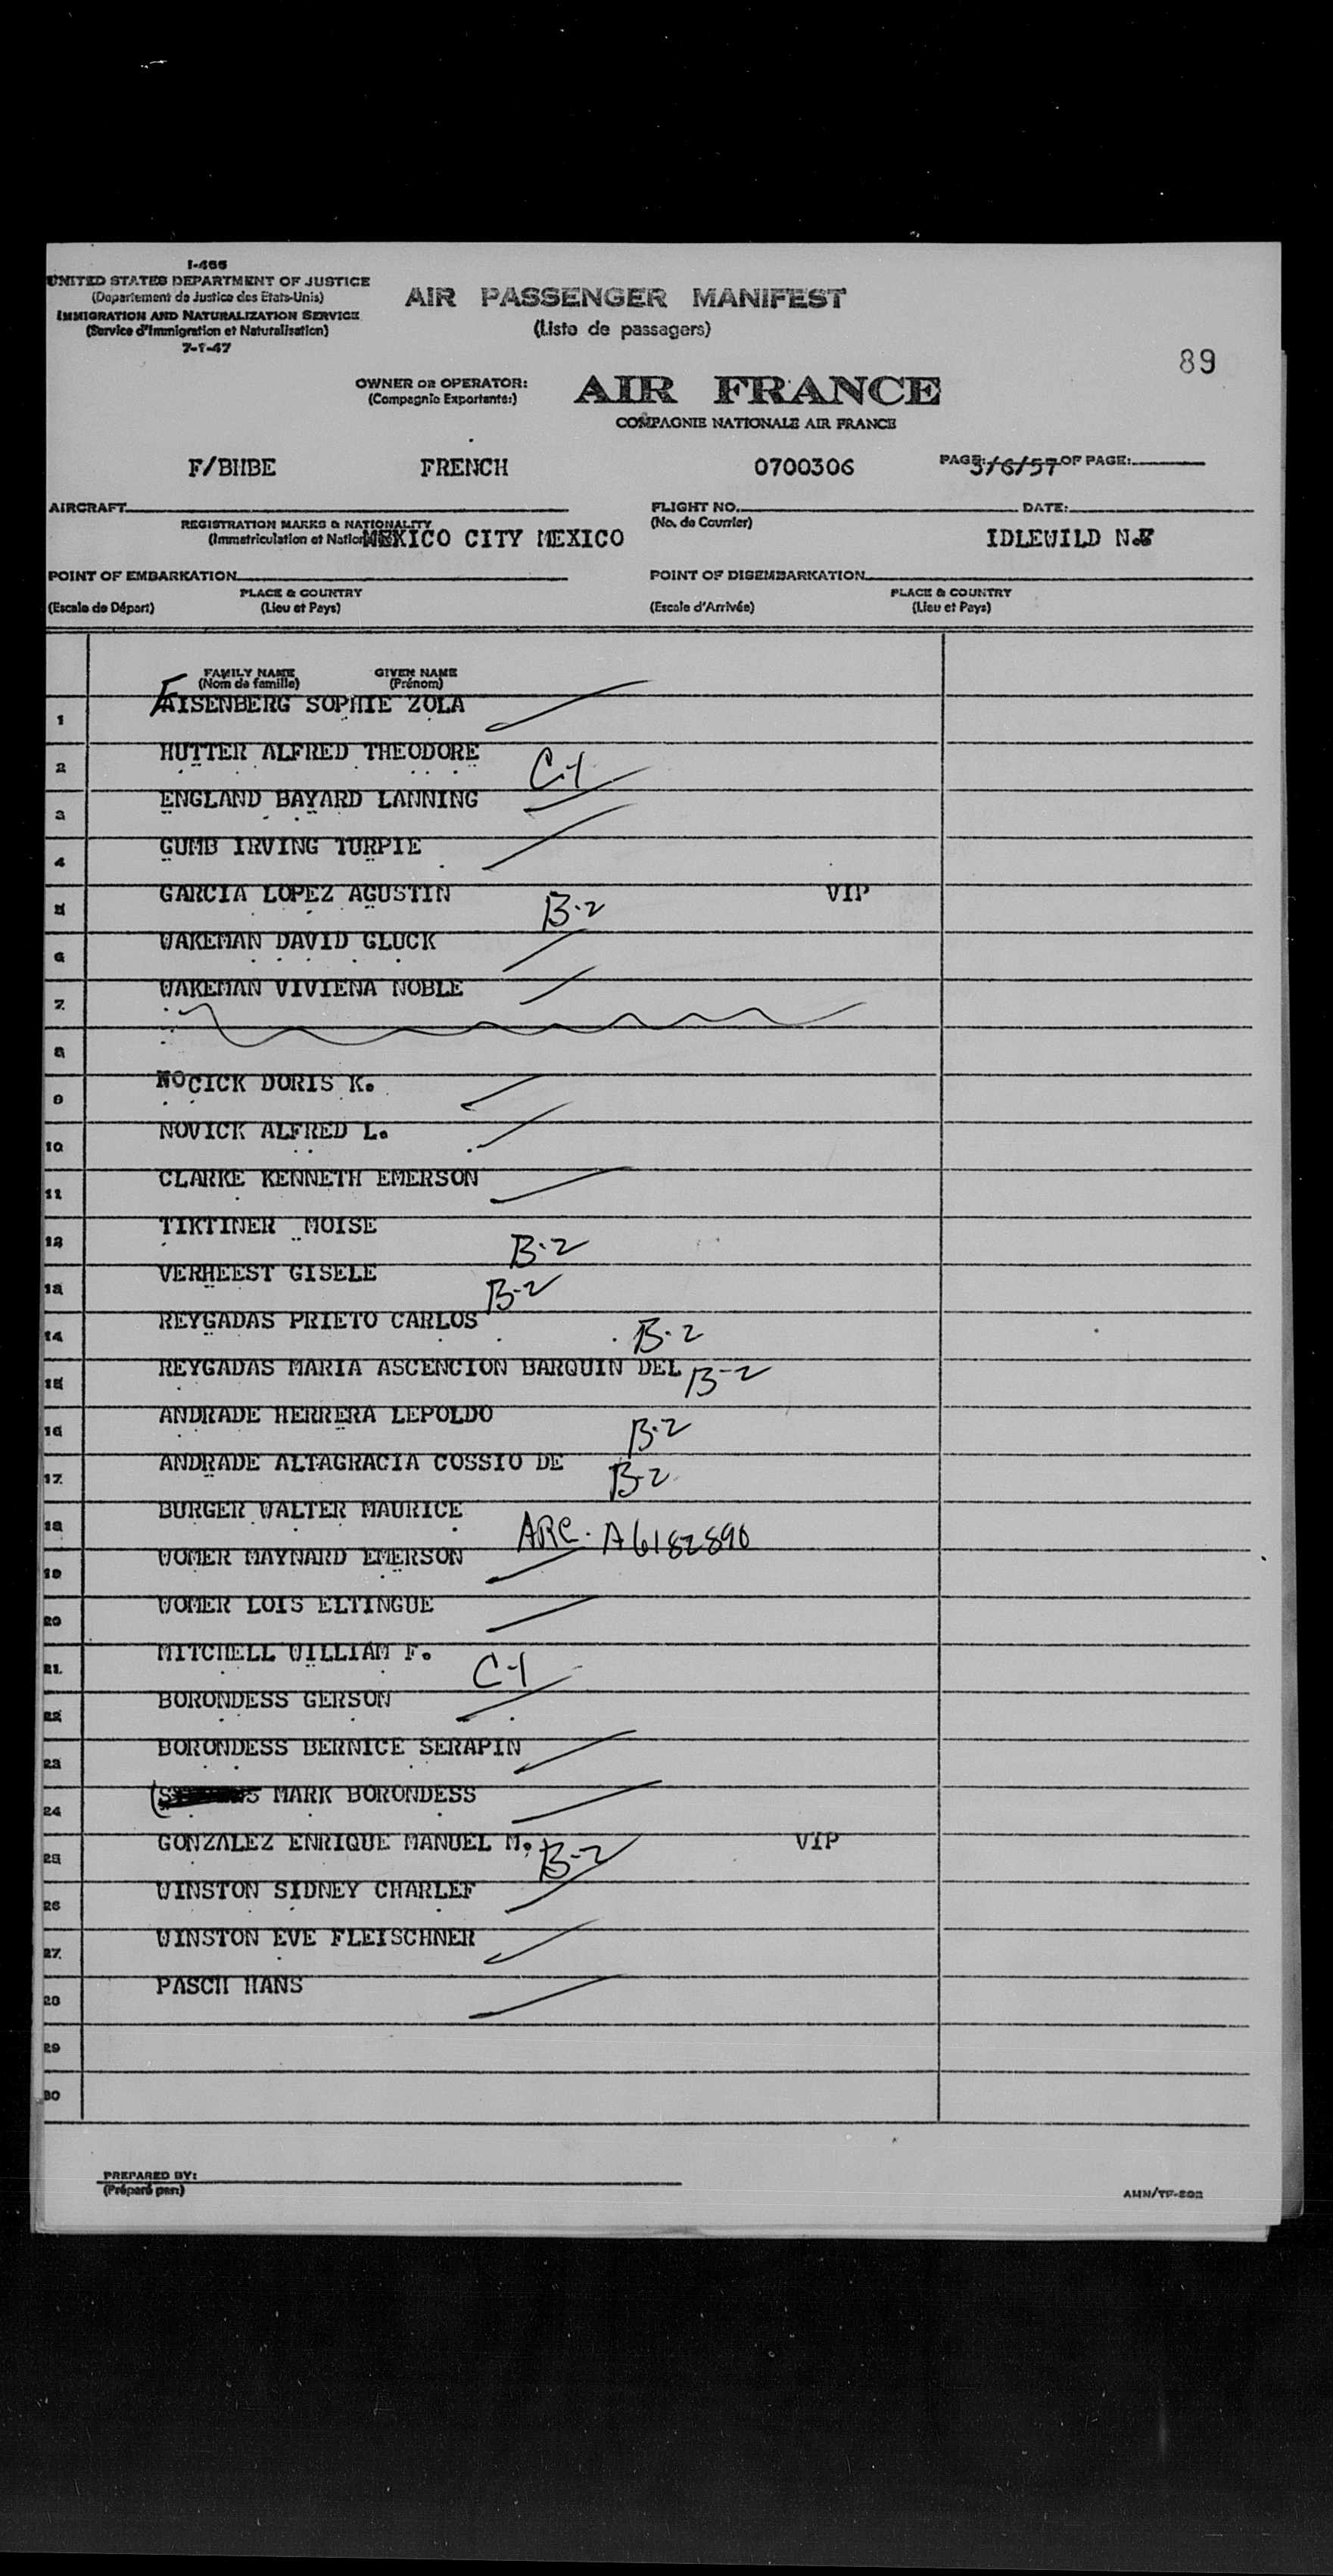 I-466
UNITED STATES DEPARTMENT OF JUSTICE
(Departement de Justice des Etats-Unis)
IMMIGRATION AND NATURALIZATION SERVICE
(Service d'Immigration et Naturalisation)
7-1-47
AIR PASSENGER MANIFEST
(Liste de passagers)
89
OWNER OR OPERATOR:
(Compagnie Exportante:)
AIR FRANCE
COMPAGNIE NATIONALE AIR FRANCE
F/BHBE FRENCH 0700306 PAGE: 3/6/57 OF PAGE:
AIRCRAFT FLIGHT NO. DATE:
REGISTRATION MARKS & NATIONALITY (No. de Courrier)
(Immatriculation et Nation MEXICO CITY MEXICO IDLEWILD N.Y
POINT OF EMBARKATION POINT OF DISEMBARKATION
PLACE & COUNTRY PLACE & COUNTRY
(Escale de Départ) (Lieu et Pays) (Escale d'Arrivée) (Lieu et Pays)
FAMILY NAME GIVEN NAME
(Nom de famille) (Prénom)
1 EISENBERG SOPHIE ZOLA
2 HUTTER ALFRED THEODORE C-1
3 ENGLAND BAYARD LANNING
4 GUMB IRVING TURPIE
5 GARCIA LOPEZ AGUSTIN B-2 VIP
6 WAKEMAN DAVID GLUCK
7 WAKEMAN VIVIENA NOBLE
8
9 NOCICK DORIS K.
10 NOVICK ALFRED L.
11 CLARKE KENNETH EMERSON
12 TIKTINER MOISE B-2
13 VERHEEST GISELE B-2
14 REYGADAS PRIETO CARLOS B-2
15 REYGADAS MARIA ASCENCION BARQUIN DEL B-2
16 ANDRADE HERRERA LEPOLDO B-2
17 ANDRADE ALTAGRACIA COSSIO DE B-2
18 BURGER WALTER MAURICE ARC. A6182890
19 WOMER MAYNARD EMERSON
20 WOMER LOIS ELTINGUE
21 MITCHELL WILLIAM F. C-1
22 BORONDESS GERSON
23 BORONDESS BERNICE SERAPIN
24 MARK BORONDESS
25 GONZALEZ ENRIQUE MANUEL M. B-2 VIP
26 WINSTON SIDNEY CHARLEF
27 WINSTON EVE FLEISCHNER
28 PASCH HANS
29
30
PREPARED BY:
(Préparé par:)
AMN/TF-502